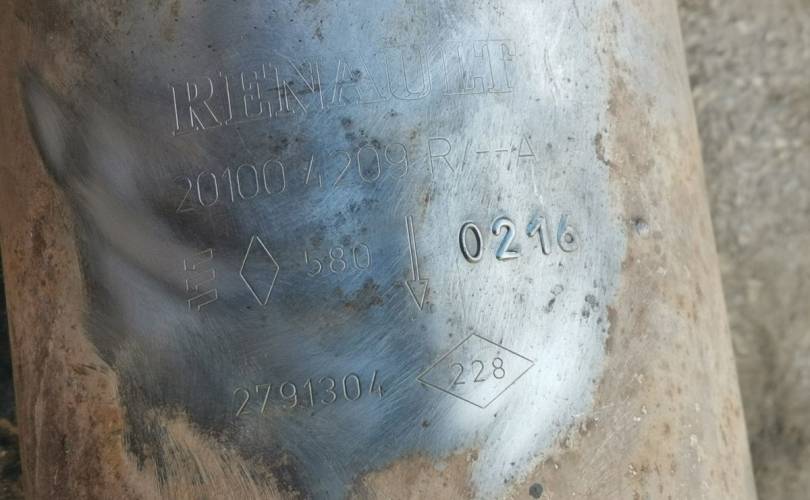 RENAULT
20100 4209 R/--A
580 0216
2791304 228